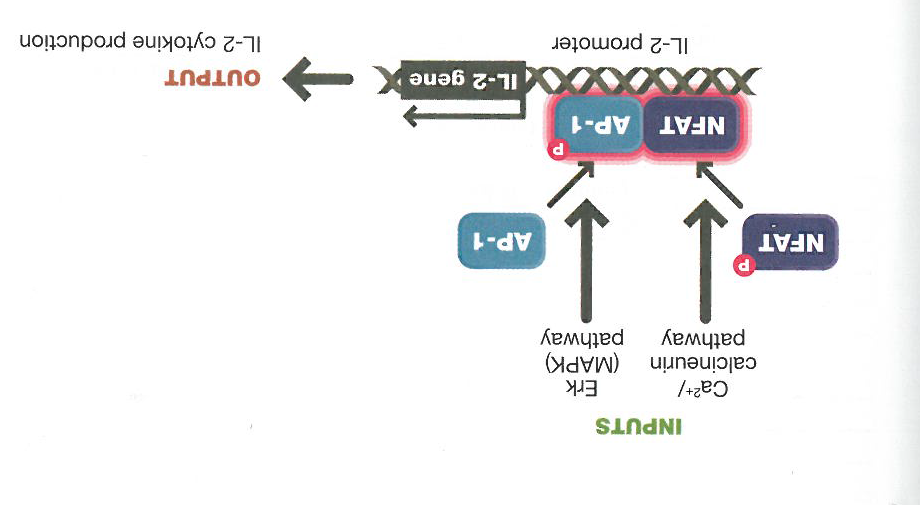 INPUTS
Ca²⁺/
calcineurin
pathway
Erk
(MAPK)
pathway
NFAT
P
AP-1
NFAT
AP-1
P
IL-2 gene
IL-2 promoter
OUTPUT
IL-2 cytokine production